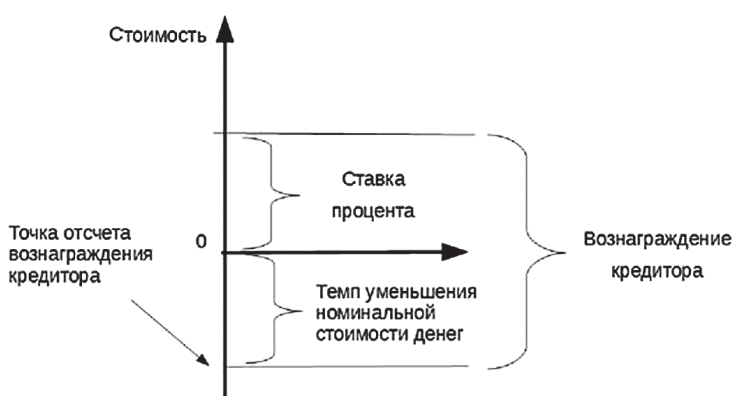 Стоимость
Ставка
процента
Точка отсчета
вознаграждения
кредитора
0
Вознаграждение
кредитора
Темп уменьшения
номинальной
стоимости денег